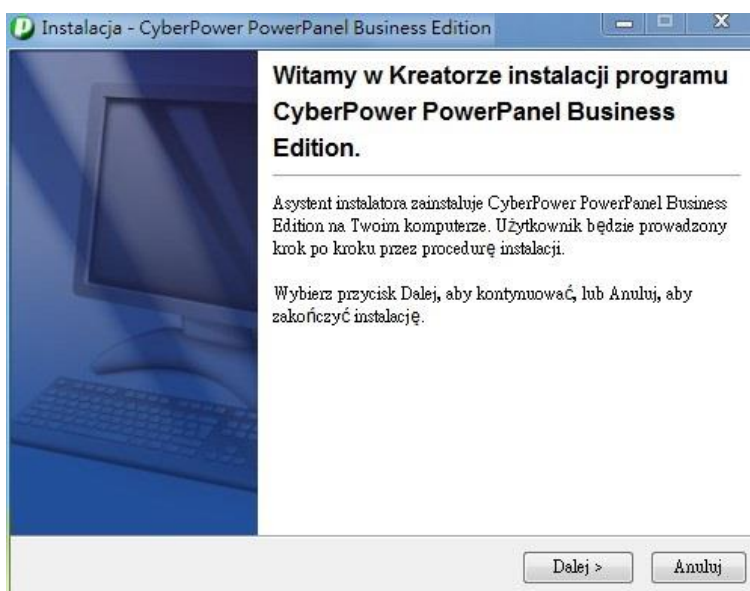 Instalacja - CyberPower PowerPanel Business Edition
Witamy w Kreatorze instalacji programu
CyberPower PowerPanel Business
Edition.
Asystent instalatora zainstaluje CyberPower PowerPanel Business
Edition na Twoim komputerze. Użytkownik będzie prowadzony
krok po kroku przez procedurę instalacji.
Wybierz przycisk Dalej, aby kontynuować, lub Anuluj, aby
zakończyć instalację.
Dalej >
Anuluj